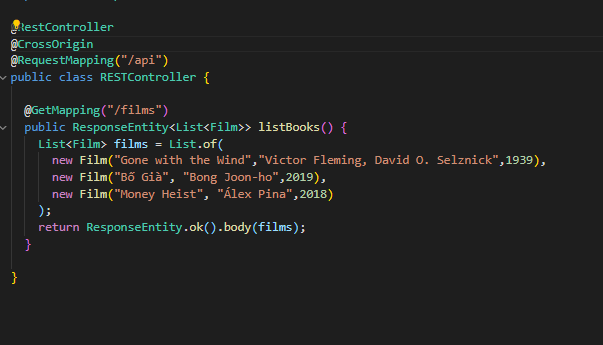 @RestController
@CrossOrigin
@RequestMapping("/api")
public class RESTController {
@GetMapping("/films")
public ResponseEntity<List<Film>> listBooks() {
List<Film> films = List.of(
new Film("Gone with the Wind","Victor Fleming, David O. Selznick",1939),
new Film("Bố Già", "Bong Joon-ho",2019),
new Film("Money Heist", "Álex Pina",2018)
);
return ResponseEntity.ok().body(films);
}
}